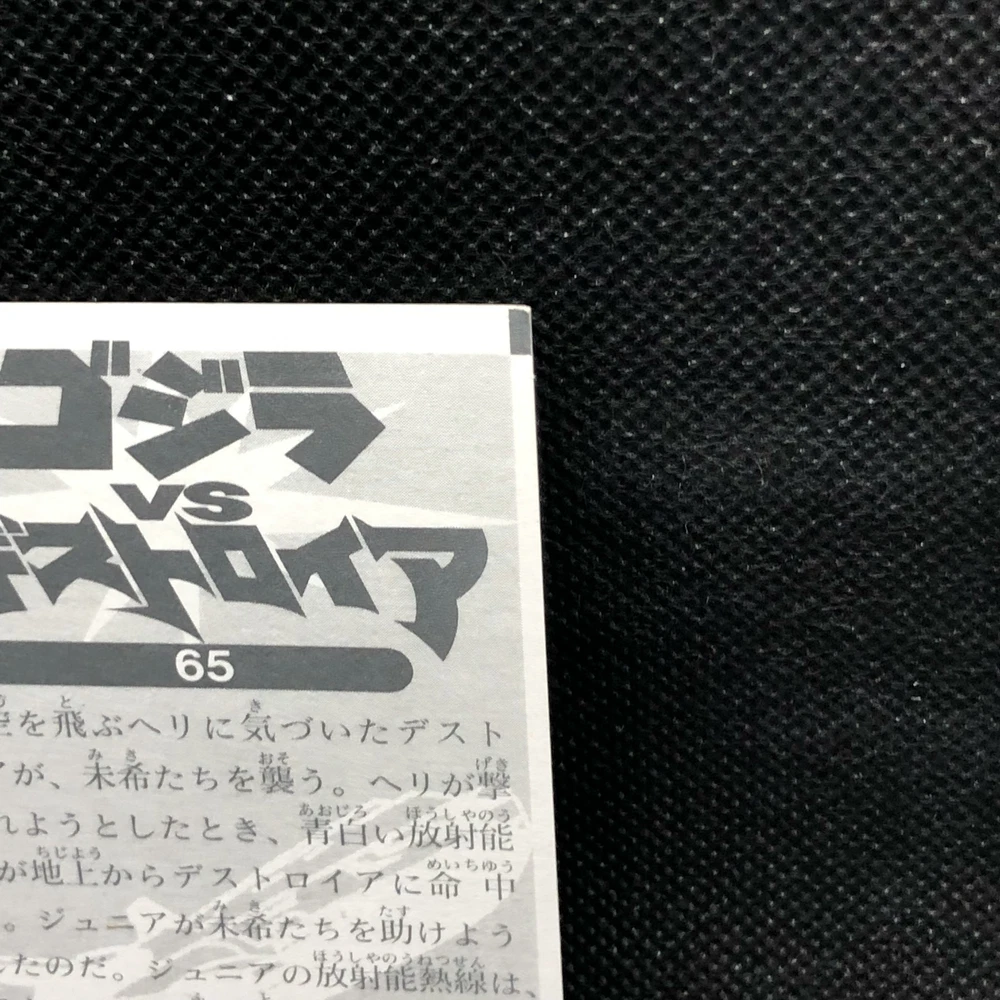 ゴジラ
VS
デストロイア
65
空を飛ぶヘリに気づいたデスト
アが、未希たちを襲う。ヘリが撃
れようとしたとき、青白い放射能
が地上からデストロイアに命中
。ジュニアが未希たちを助けよう
したのだ。ジュニアの放射能熱線は、